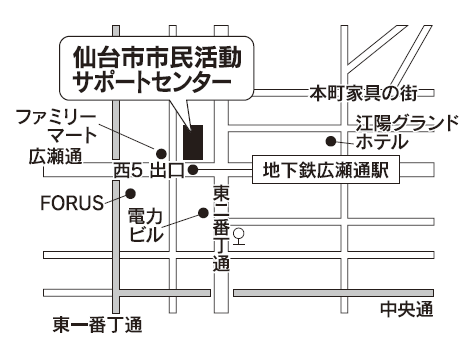 仙台市市民活動
サポートセンター
本町家具の街
ファミリー
マート
江陽グランド
ホテル
広瀬通
西5 出口
地下鉄広瀬通駅
FORUS
電力
ビル
東二番丁通
中央通
東一番丁通